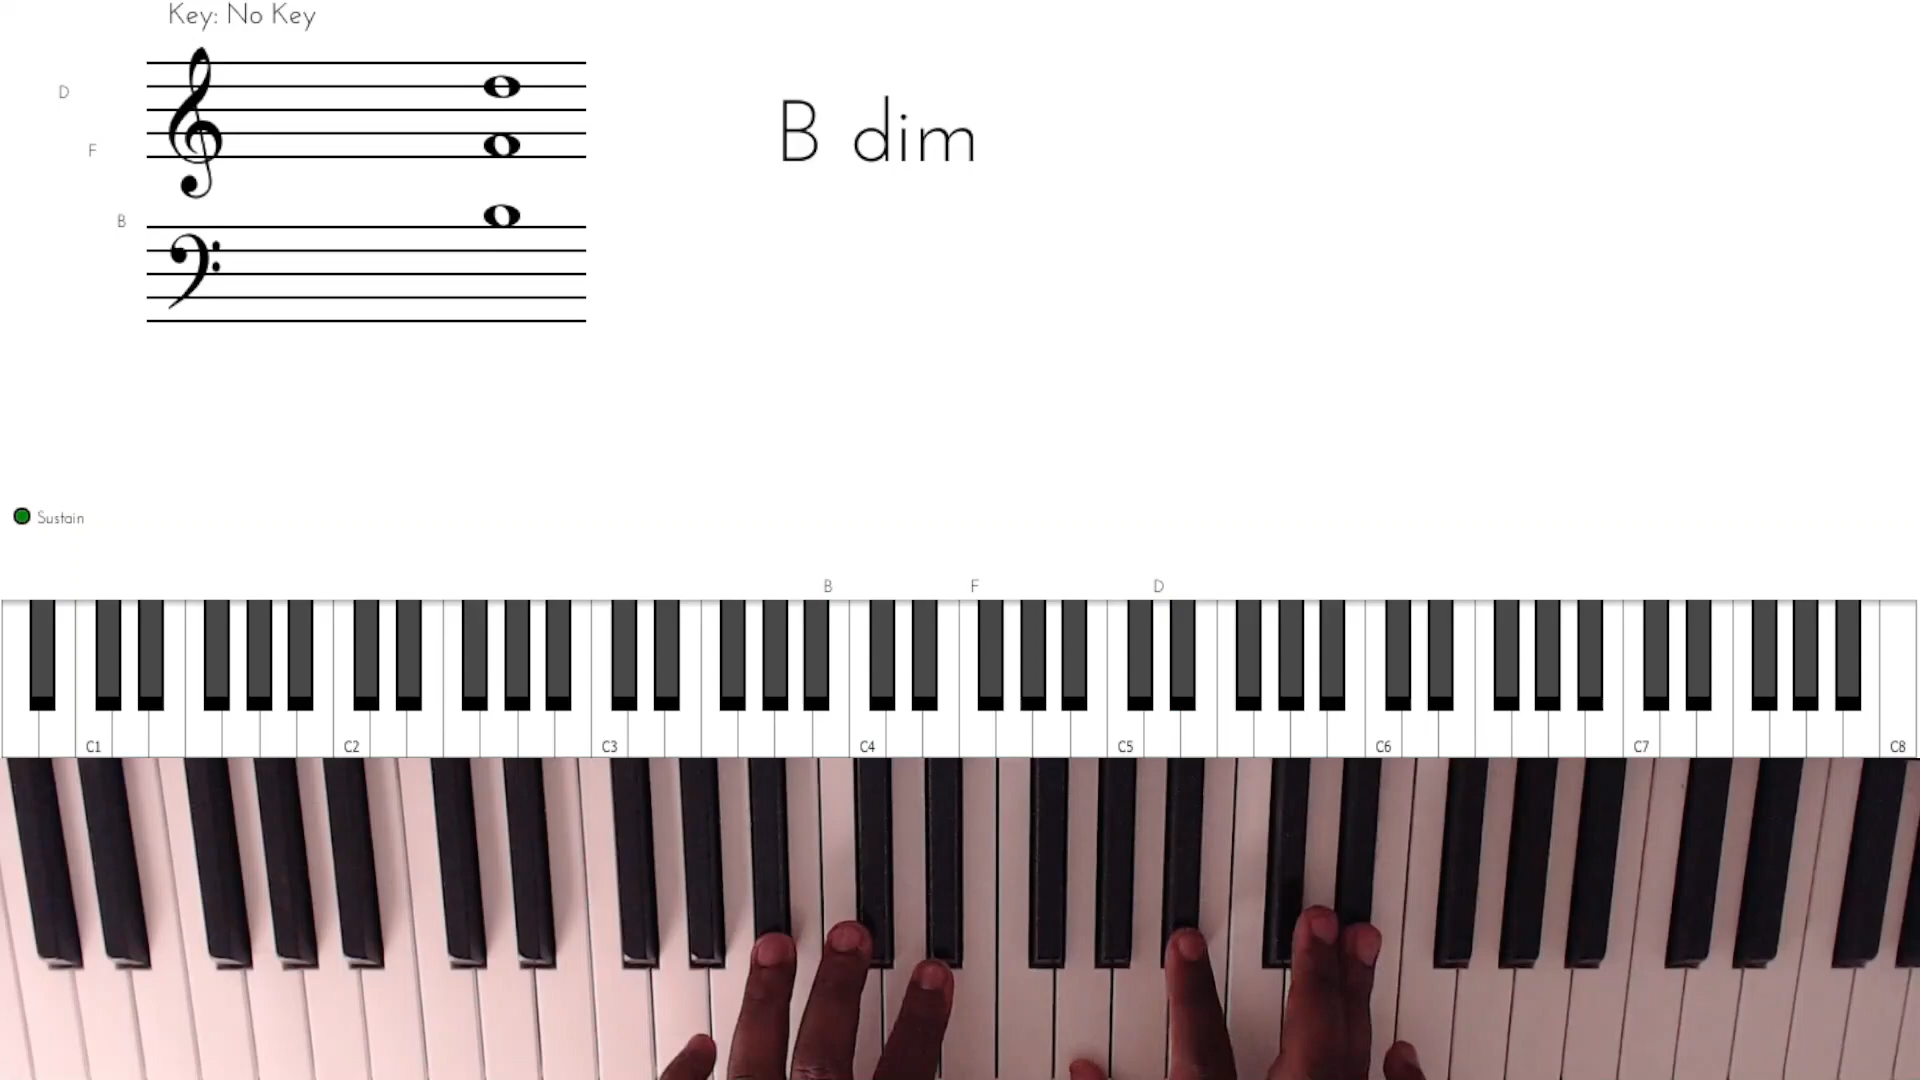 Key: No Key
D
F
B
B dim
Sustain
B F D
C1 C2 C3 C4 C5 C6 C7 C8